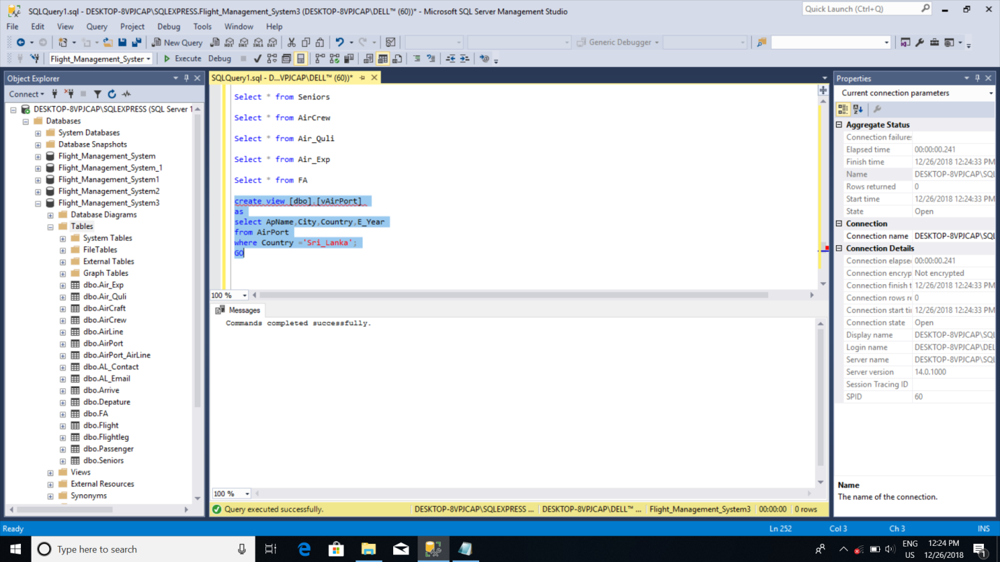 SQLQuery1.sql - DESKTOP-8VPJCAP\SQLEXPRESS.Flight_Management_System3 (DESKTOP-8VPJCAP\DELL™ (60))* - Microsoft SQL Server Management Studio
Quick Launch (Ctrl+Q)
File Edit View Query Project Debug Tools Window Help
New Query
MDX DMX XMLA DAX
Generic Debugger
Flight_Management_Syster
Execute Debug
Object Explorer
Connect
DESKTOP-8VPJCAP\SQLEXPRESS (SQL Server 1
Databases
System Databases
Database Snapshots
Flight_Management_System
Flight_Management_System_1
Flight_Management_System1
Flight_Management_System2
Flight_Management_System3
Database Diagrams
Tables
System Tables
FileTables
External Tables
Graph Tables
dbo.Air_Exp
dbo.Air_Quli
dbo.AirCraft
dbo.AirCrew
dbo.AirLine
dbo.AirPort
dbo.AirPort_AirLine
dbo.AL_Contact
dbo.AL_Email
dbo.Arrive
dbo.Depature
dbo.FA
dbo.Flight
dbo.Flightleg
dbo.Passenger
dbo.Seniors
Views
External Resources
Synonyms
SQLQuery1.sql - D...VPJCAP\DELL™ (60))*
Select * from Seniors
Select * from AirCrew
Select * from Air_Quli
Select * from Air_Exp
Select * from FA
create view [dbo].[vAirPort]
as
select ApName,City,Country,E_Year
from AirPort
where Country ='Sri_Lanka';
GO
100 %
Messages
Commands completed successfully.
100 %
Query executed successfully. DESKTOP-8VPJCAP\SQLEXPRESS ... DESKTOP-8VPJCAP\DELL™ ... Flight_Management_System3 00:00:00 0 rows
Properties
Current connection parameters
Aggregate Status
Connection failures
Elapsed time 00:00:00.241
Finish time 12/26/2018 12:24:33 PM
Name DESKTOP-8VPJCAP\SQL
Rows returned 0
Start time 12/26/2018 12:24:33 PM
State Open
Connection
Connection name DESKTOP-8VPJCAP\SQL
Connection Details
Connection elapse 00:00:00.241
Connection encryp Not encrypted
Connection finish t 12/26/2018 12:24:33 PM
Connection rows re 0
Connection start ti 12/26/2018 12:24:33 PM
Connection state Open
Display name DESKTOP-8VPJCAP\SQL
Login name DESKTOP-8VPJCAP\DEL
Server name DESKTOP-8VPJCAP\SQL
Server version 14.0.1000
Session Tracing ID
SPID 60
Name
The name of the connection.
Ready Ln 252 Col 3 Ch 3 INS
Type here to search
ENG
US
12:24 PM
12/26/2018
1